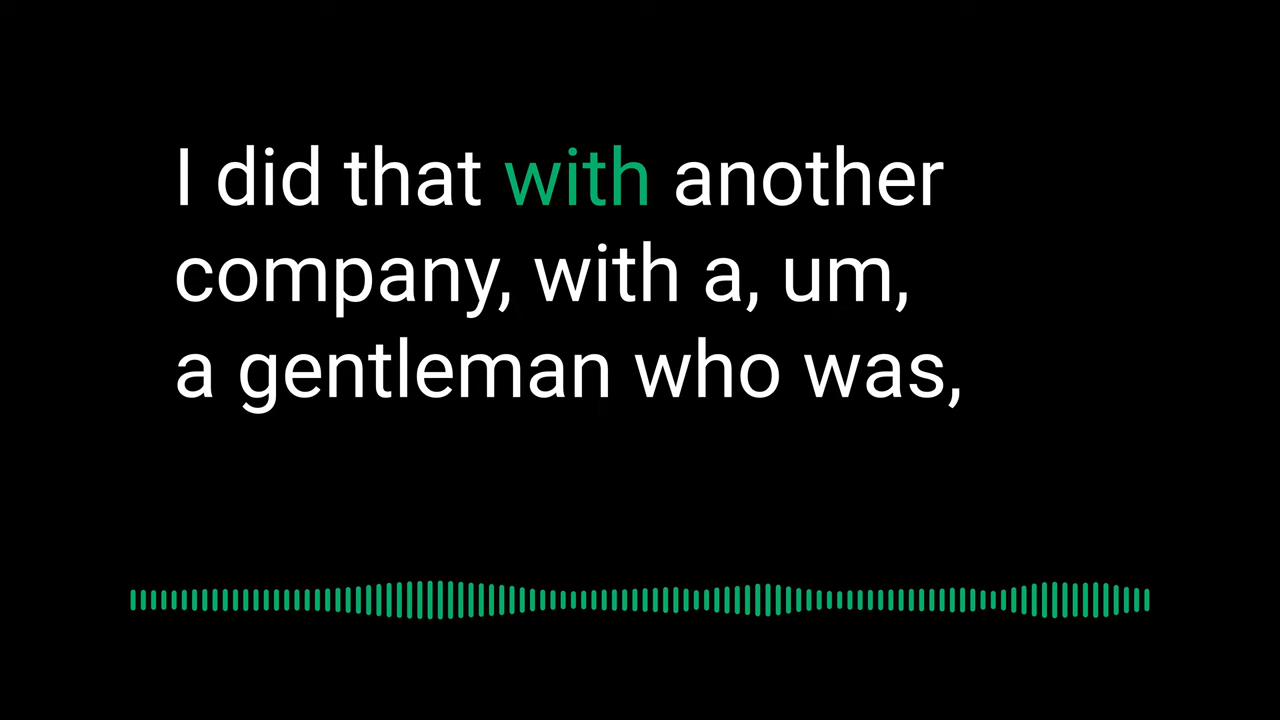 I did that with another
company, with a, um,
a gentleman who was,